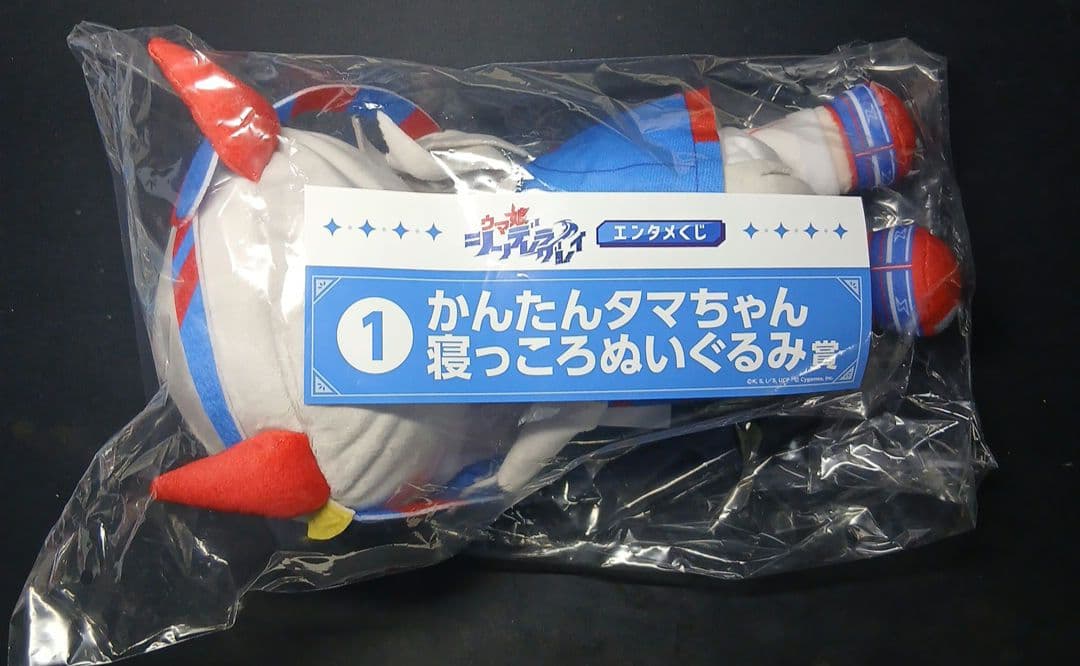 ウマ娘
シンデレラグレイ
エンタメくじ
1
かんたんタマちゃん
寝っころぬいぐるみ賞